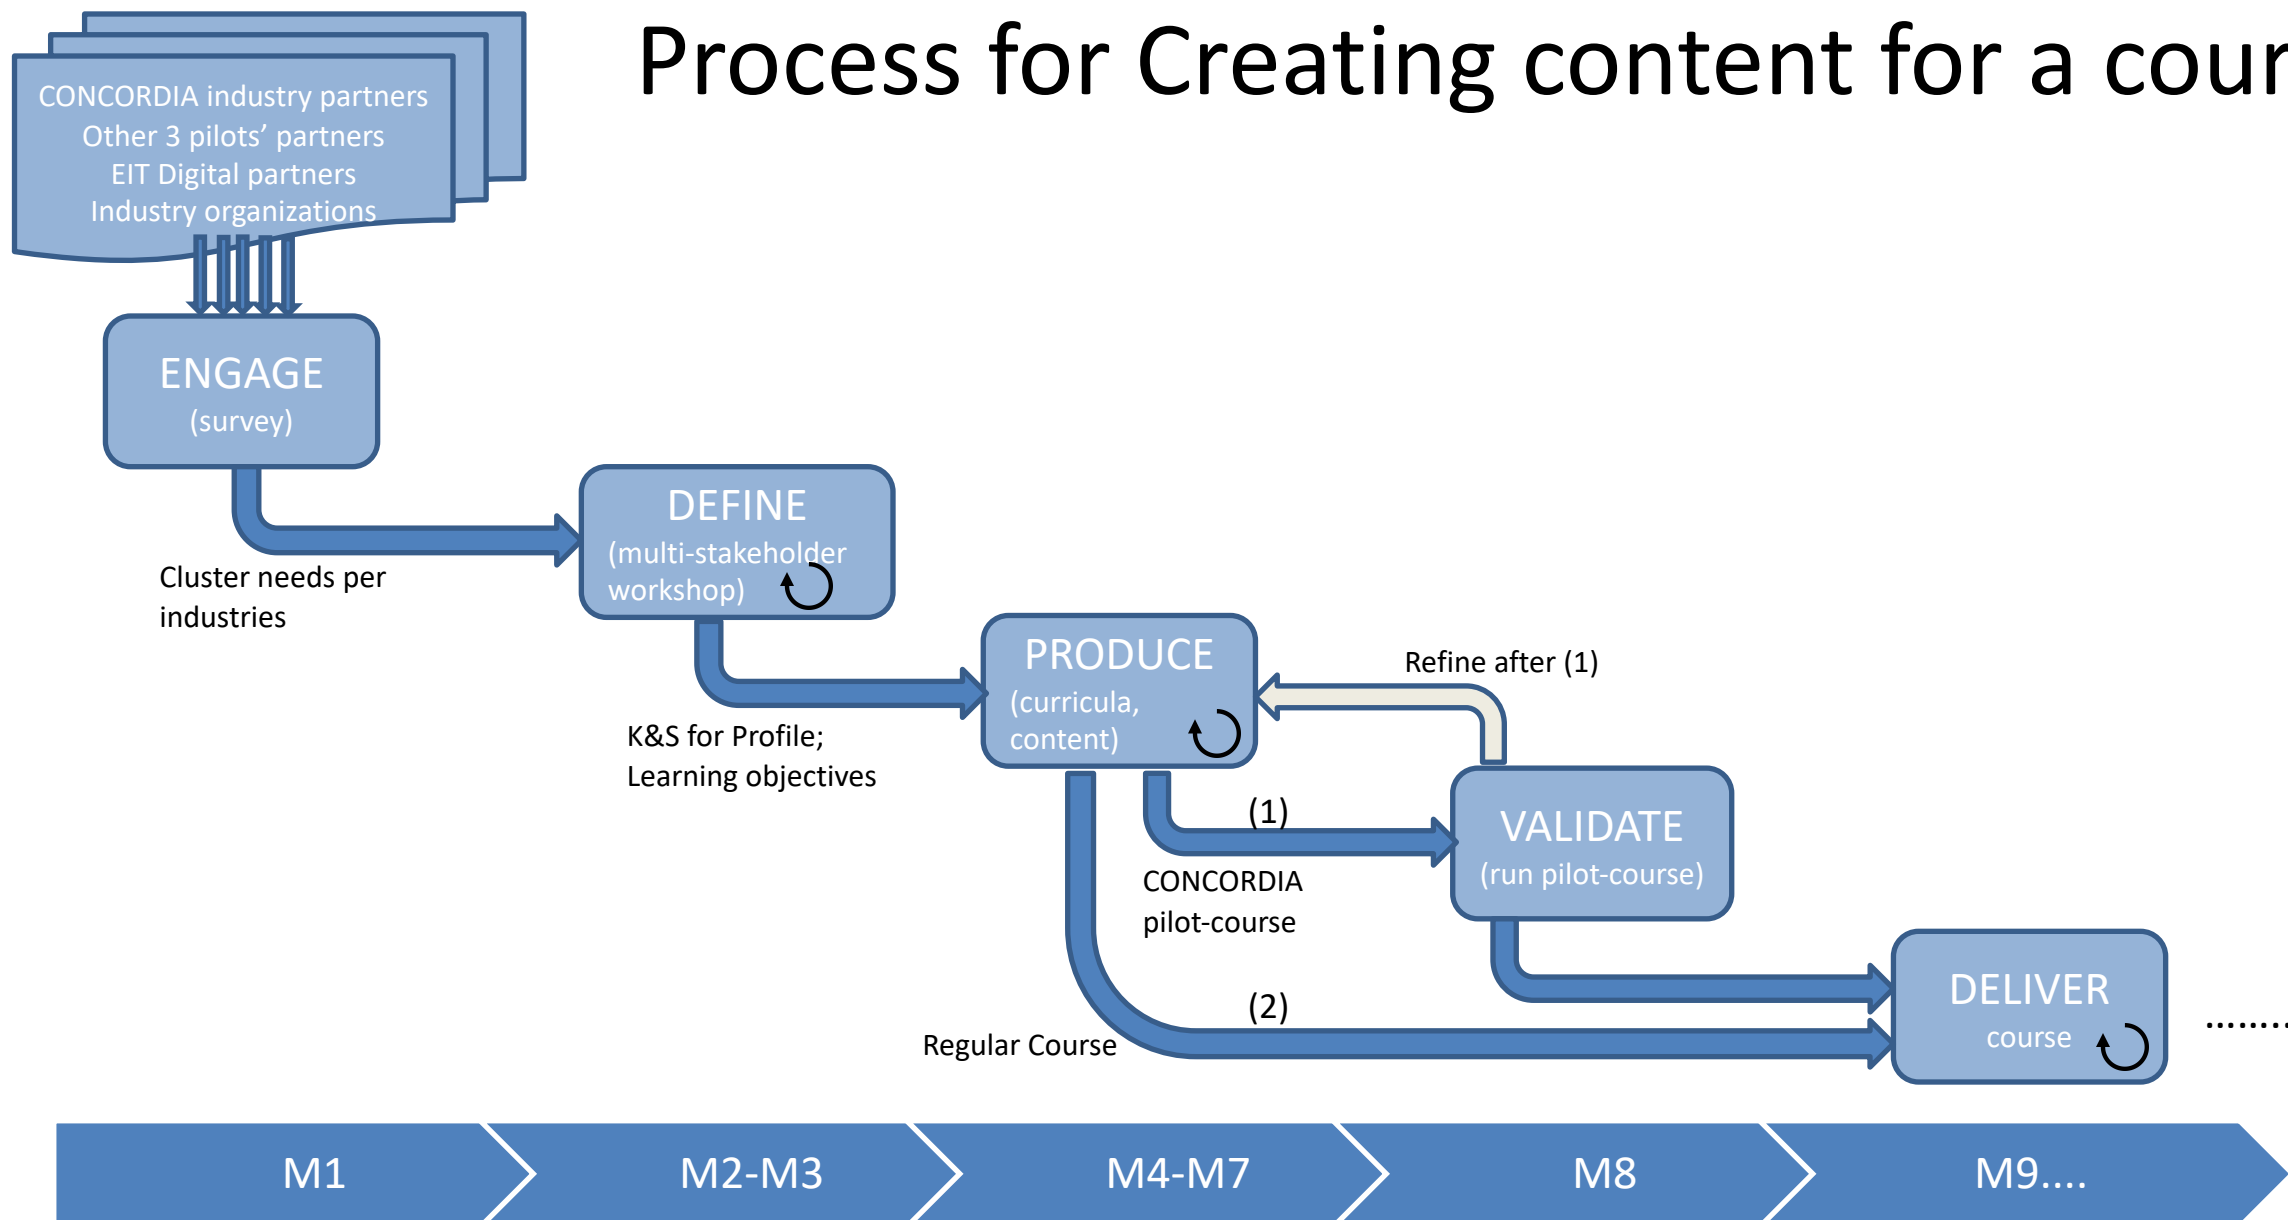 Process for Creating content for a cour
CONCORDIA industry partners
Other 3 pilots’ partners
EIT Digital partners
Industry organizations
ENGAGE
(survey)
Cluster needs per
industries
DEFINE
(multi-stakeholder
workshop)
K&S for Profile;
Learning objectives
PRODUCE
(curricula,
content)
Refine after (1)
(1)
CONCORDIA
pilot-course
VALIDATE
(run pilot-course)
(2)
Regular Course
DELIVER
course
........
M1
M2-M3
M4-M7
M8
M9....